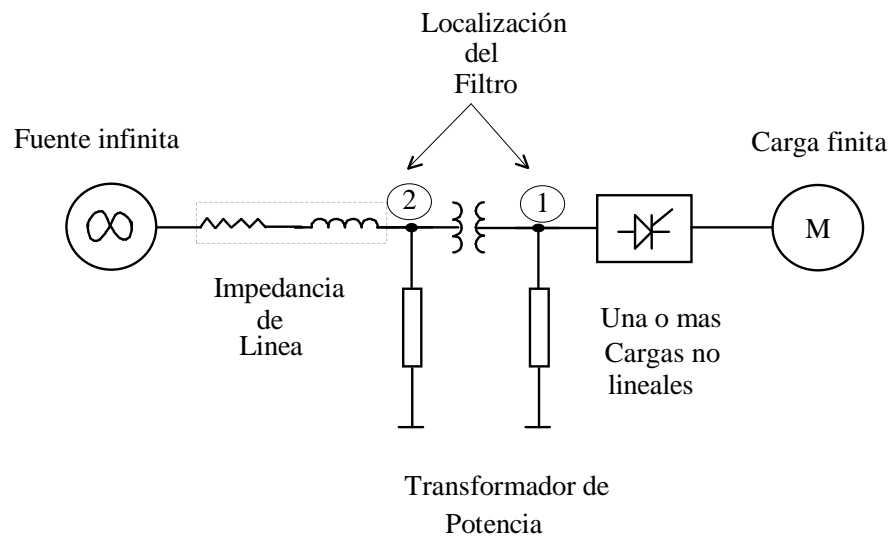 Localización
del
Filtro
Fuente infinita
Carga finita
2
1
M
Impedancia
de
Linea
Una o mas
Cargas no
lineales
Transformador de
Potencia